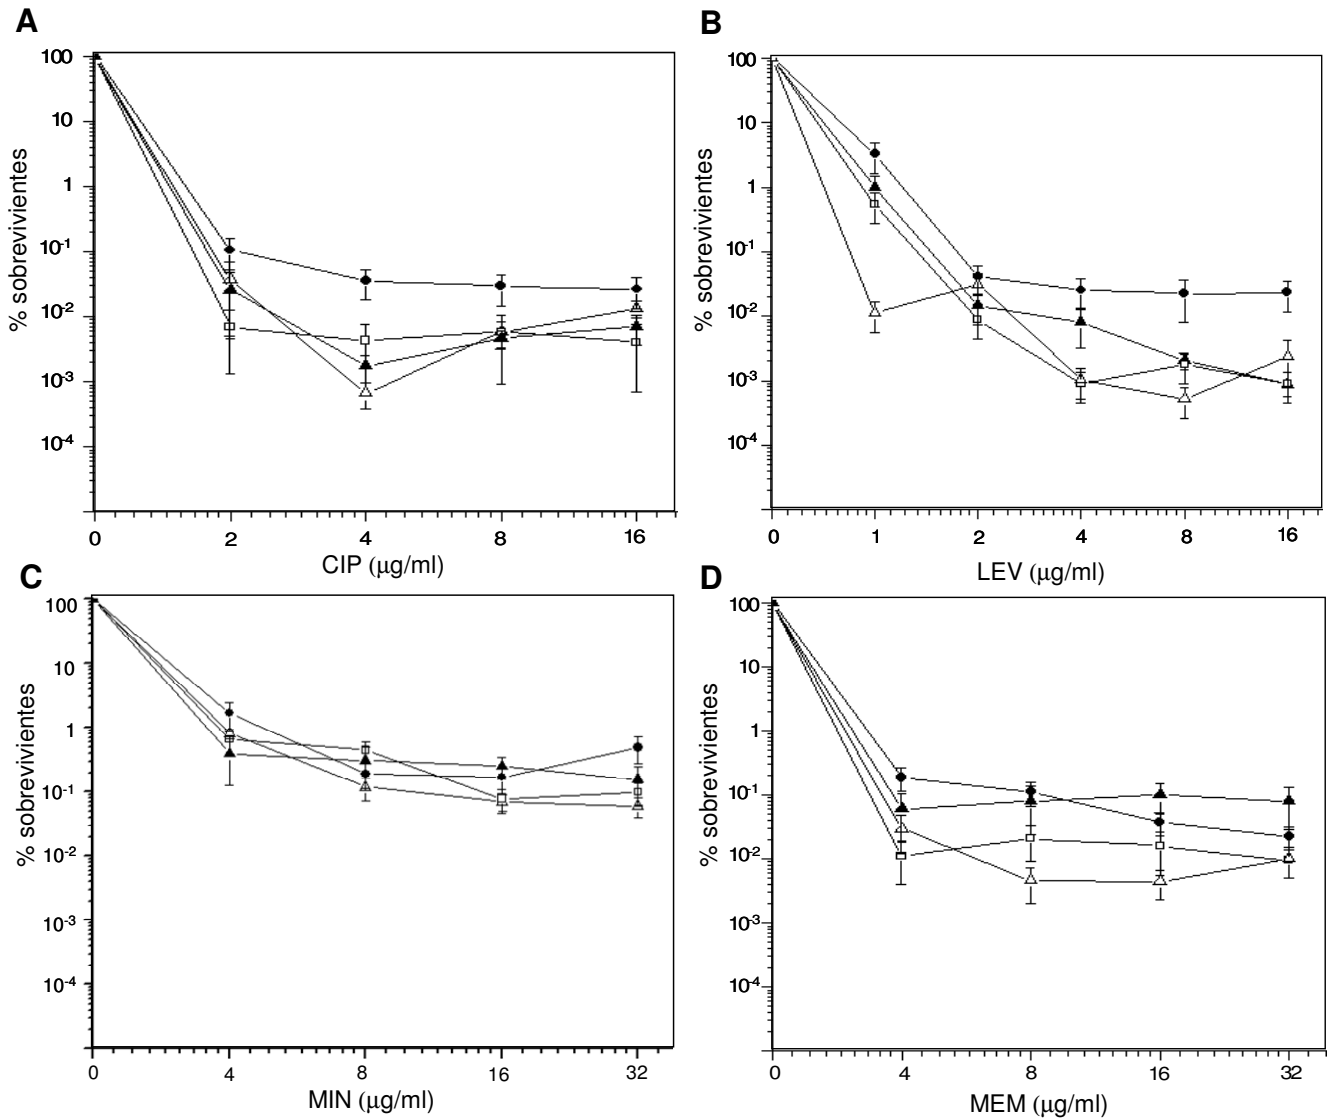 A
% sobrevivientes
100
10
1
10-1
10-2
10-3
10-4
0 2 4 8 16
CIP (µg/ml)
B
% sobrevivientes
100
10
1
10-1
10-2
10-3
10-4
0 1 2 4 8 16
LEV (µg/ml)
C
% sobrevivientes
100
10
1
10-1
10-2
10-3
10-4
0 4 8 16 32
MIN (µg/ml)
D
% sobrevivientes
100
10
1
10-1
10-2
10-3
10-4
0 4 8 16 32
MEM (µg/ml)